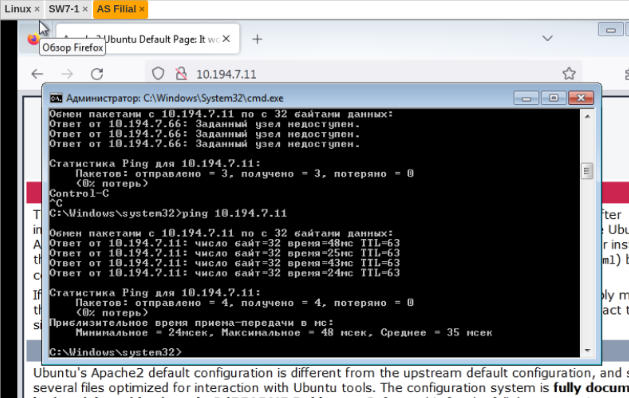 Linux × SW7-1 × AS Filial ×
Apache2 Ubuntu Default Page: It wo ×
Обзор Firefox
10.194.7.11
Администратор: C:\Windows\System32\cmd.exe
Обмен пакетами с 10.194.7.11 по с 32 байтами данных:
Ответ от 10.194.7.66: Заданный узел недоступен.
Ответ от 10.194.7.66: Заданный узел недоступен.
Ответ от 10.194.7.66: Заданный узел недоступен.
Статистика Ping для 10.194.7.11:
Пакетов: отправлено = 3, получено = 3, потеряно = 0
(0% потерь)
Control-C
^C
C:\Windows\system32>ping 10.194.7.11
Обмен пакетами с 10.194.7.11 по с 32 байтами данных:
Ответ от 10.194.7.11: число байт=32 время=48мс TTL=63
Ответ от 10.194.7.11: число байт=32 время=25мс TTL=63
Ответ от 10.194.7.11: число байт=32 время=43мс TTL=63
Ответ от 10.194.7.11: число байт=32 время=24мс TTL=63
Статистика Ping для 10.194.7.11:
Пакетов: отправлено = 4, получено = 4, потеряно = 0
(0% потерь)
Приблизительное время приема-передачи в мс:
Минимальное = 24мсек, Максимальное = 48 мсек, Среднее = 35 мсек
C:\Windows\system32>
Ubuntu's Apache2 default configuration is different from the upstream default configuration, and s
several files optimized for interaction with Ubuntu tools. The configuration system is fully docum